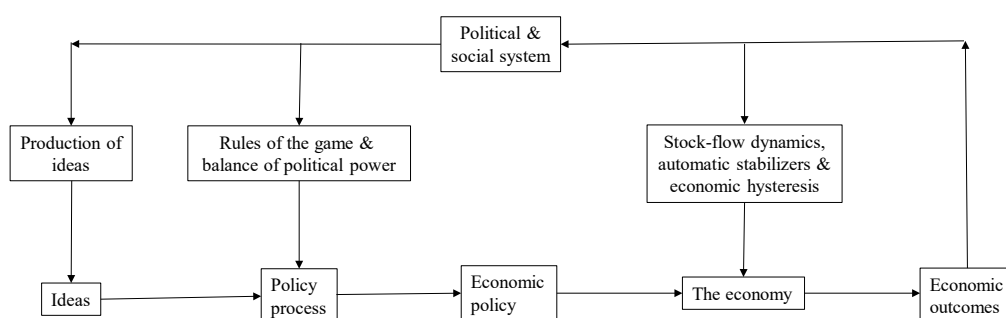 Political &
social system
Production of
ideas
Rules of the game &
balance of political power
Stock-flow dynamics,
automatic stabilizers &
economic hysteresis
Ideas
Policy
process
Economic
policy
The economy
Economic
outcomes